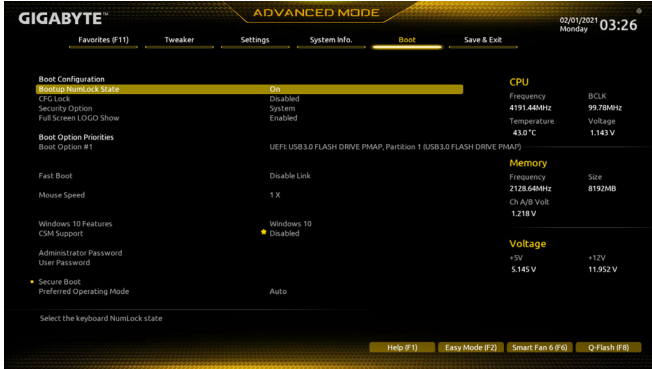 GIGABYTE™
ADVANCED MODE
02/01/2021 Monday 03:26
Favorites (F11) Tweaker Settings System Info. Boot Save & Exit
Boot Configuration
Bootup NumLock State On
CFG Lock Disabled
Security Option System
Full Screen LOGO Show Enabled
Boot Option Priorities
Boot Option #1 UEFI: USB3.0 FLASH DRIVE PMAP, Partition 1 (USB3.0 FLASH DRIVE PMAP)
Fast Boot Disable Link
Mouse Speed 1 X
Windows 10 Features Windows 10
CSM Support Disabled
Administrator Password
User Password
Secure Boot
Preferred Operating Mode Auto
Select the keyboard NumLock state
CPU
Frequency BCLK
4191.44MHz 99.78MHz
Temperature Voltage
43.0 °C 1.143 V
Memory
Frequency Size
2128.64MHz 8192MB
Ch A/B Volt
1.218 V
Voltage
+5V +12V
5.145 V 11.952 V
Help (F1) Easy Mode (F2) Smart Fan 6 (F6) Q-Flash (F8)